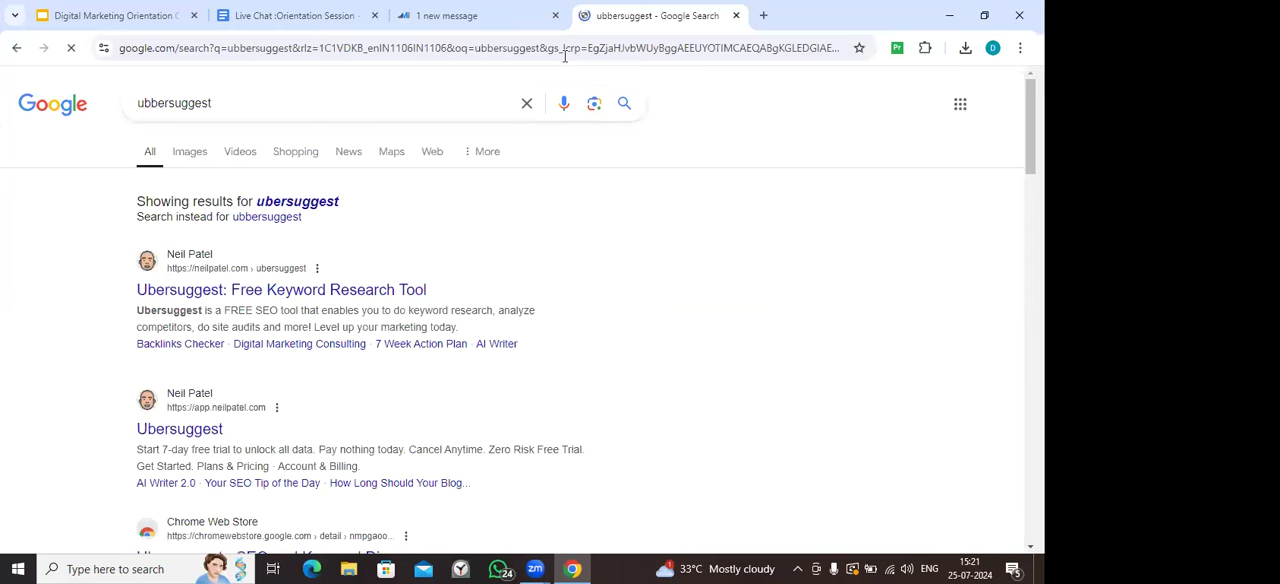 Digital Marketing Orientation C
Live Chat :Orientation Session -
1 new message
ubbersuggest - Google Search
google.com/search?q=ubbersuggest&rlz=1C1VDKB_enIN1106IN1106&oq=ubbersuggest&gs_lcrp=EgZjaHJvbWUyBggAEEUYOTIMCAEQABgKGLEDGIAE...
Pr
D
Google
ubbersuggest
All
Images
Videos
Shopping
News
Maps
Web
More
Showing results for ubersuggest
Search instead for ubbersuggest
Neil Patel
https://neilpatel.com › ubersuggest
Ubersuggest: Free Keyword Research Tool
Ubersuggest is a FREE SEO tool that enables you to do keyword research, analyze
competitors, do site audits and more! Level up your marketing today.
Backlinks Checker · Digital Marketing Consulting · 7 Week Action Plan · AI Writer
Neil Patel
https://app.neilpatel.com
Ubersuggest
Start 7-day free trial to unlock all data. Pay nothing today. Cancel Anytime. Zero Risk Free Trial.
Get Started. Plans & Pricing · Account & Billing.
AI Writer 2.0 · Your SEO Tip of the Day · How Long Should Your Blog...
Chrome Web Store
https://chromewebstore.google.com › details › nmpgaoo...
here to search
24
zm
1
33°C Mostly cloudy
ENG
15:21
25-07-2024
5